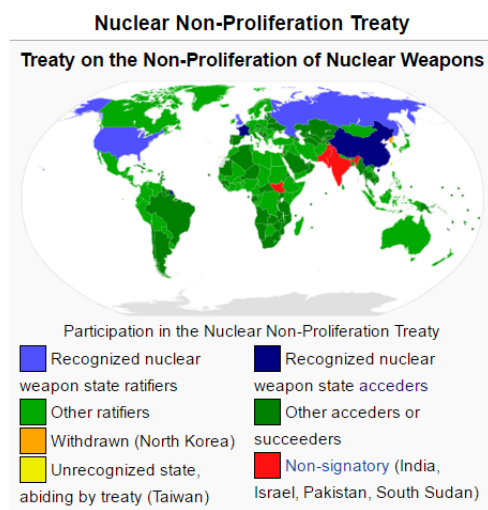 Nuclear Non-Proliferation Treaty
Treaty on the Non-Proliferation of Nuclear Weapons
Participation in the Nuclear Non-Proliferation Treaty
Recognized nuclear
weapon state ratifiers
Other ratifiers
Withdrawn (North Korea)
Unrecognized state,
abiding by treaty (Taiwan)
Recognized nuclear
weapon state acceders
Other acceders or
succeeders
Non-signatory (India,
Israel, Pakistan, South Sudan)